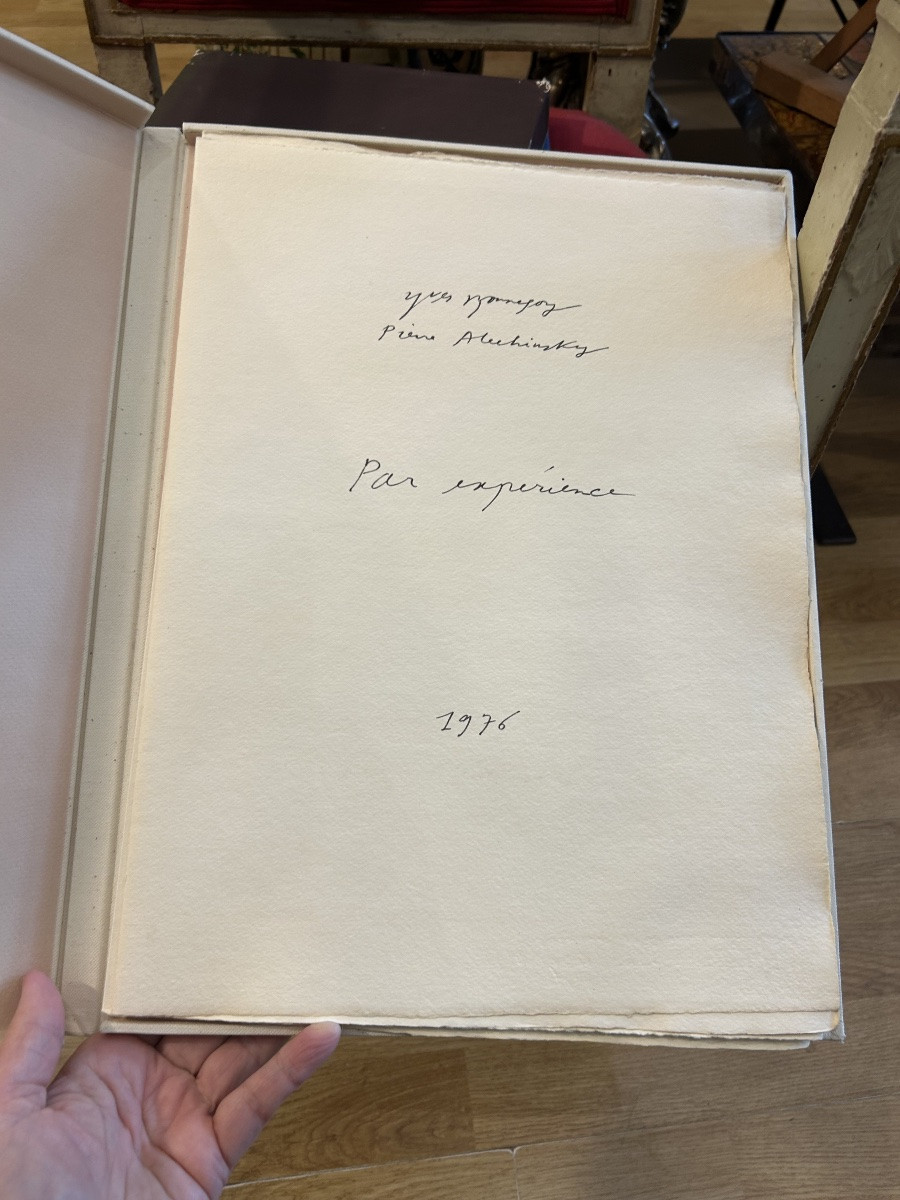 Yves Bonnefoy
Pierre Alechinsky
Par expérience
1976